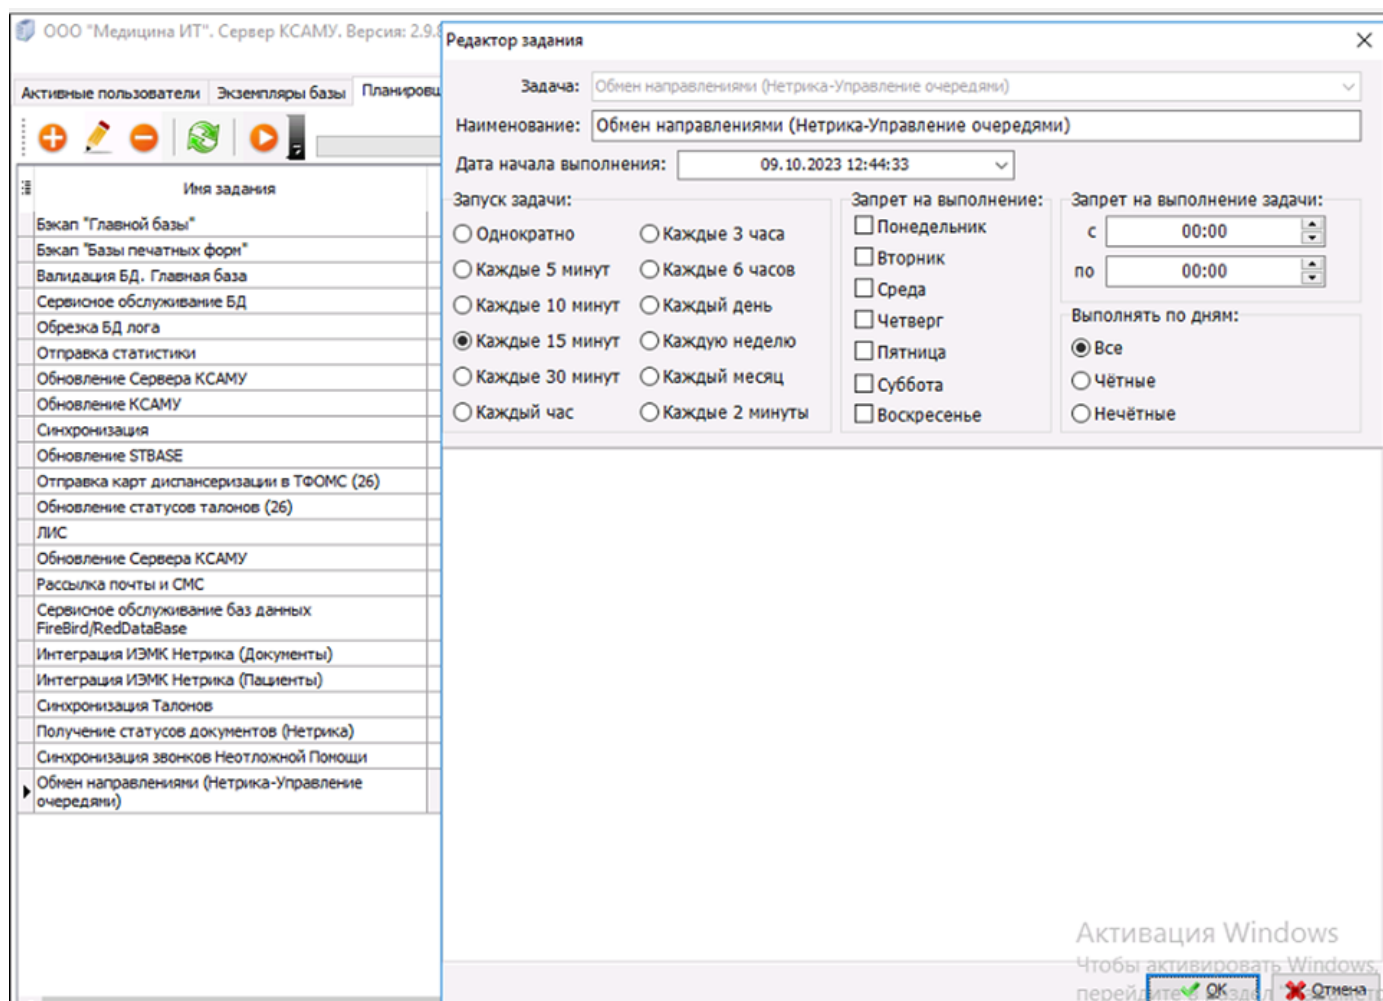 ООО "Медицина ИТ". Сервер КСАМУ. Версия: 2.9.
Активные пользователи Экземпляры базы Планировщ
Имя задания
Бэкап "Главной базы"
Бэкап "Базы печатных форм"
Валидация БД. Главная база
Сервисное обслуживание БД
Обрезка БД лога
Отправка статистики
Обновление Сервера КСАМУ
Обновление КСАМУ
Синхронизация
Обновление STBASE
Отправка карт диспансеризации в ТФОМС (26)
Обновление статусов талонов (26)
ЛИС
Обновление Сервера КСАМУ
Рассылка почты и СМС
Сервисное обслуживание баз данных
FireBird/RedDataBase
Интеграция ИЭМК Нетрика (Документы)
Интеграция ИЭМК Нетрика (Пациенты)
Синхронизация Талонов
Получение статусов документов (Нетрика)
Синхронизация звонков Неотложной Помощи
Обмен направлениями (Нетрика-Управление
очередями)
Редактор задания
Задача: Обмен направлениями (Нетрика-Управление очередями)
Наименование: Обмен направлениями (Нетрика-Управление очередями)
Дата начала выполнения: 09.10.2023 12:44:33
Запуск задачи:
Однократно Каждые 3 часа
Каждые 5 минут Каждые 6 часов
Каждые 10 минут Каждый день
Каждые 15 минут Каждую неделю
Каждые 30 минут Каждый месяц
Каждый час Каждые 2 минуты
Запрет на выполнение:
Понедельник
Вторник
Среда
Четверг
Пятница
Суббота
Воскресенье
Запрет на выполнение задачи:
с 00:00
по 00:00
Выполнять по дням:
Все
Чётные
Нечётные
Активация Windows
Чтобы активировать Windows,
перейдите в раздел
OK Отмена